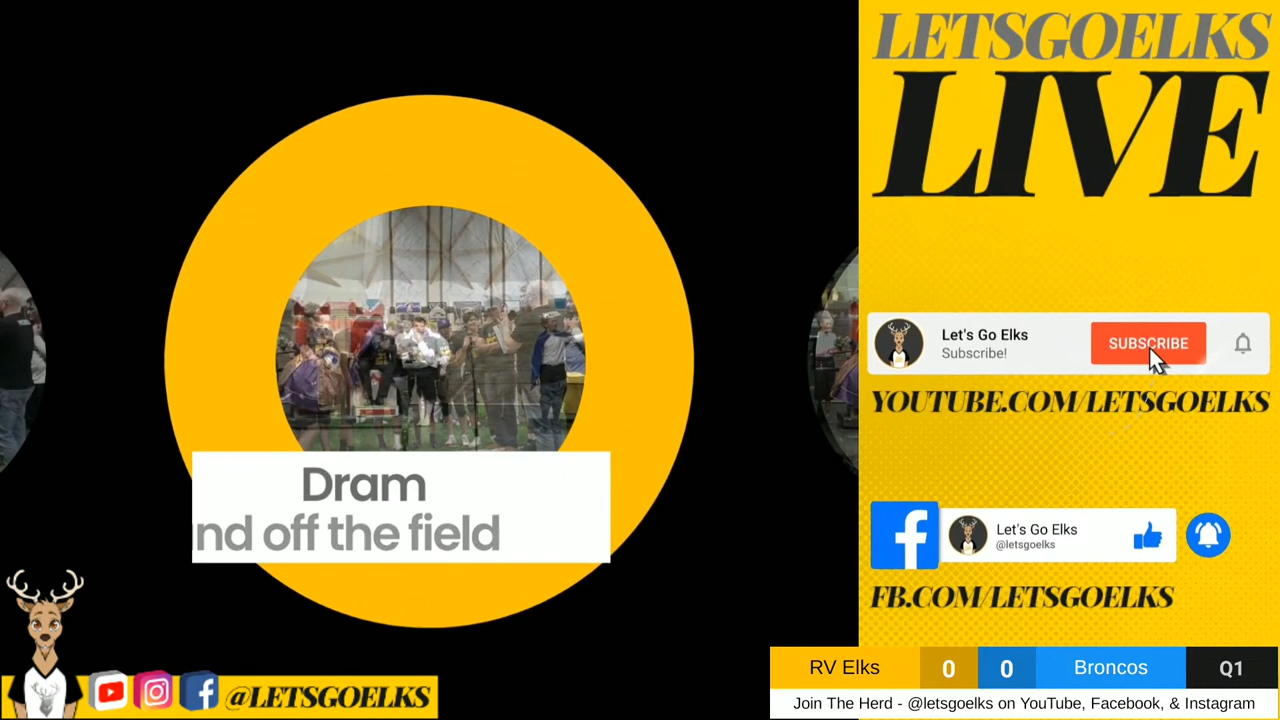 LETSGOELKS
LIVE
Let's Go Elks
Subscribe!
SUBSCRIBE
YOUTUBE.COM/LETSGOELKS
Dram
nd off the field
Let's Go Elks
@letsgoelks
FB.COM/LETSGOELKS
@LETSGOELKS
RV Elks 0 0 Broncos Q1
Join The Herd - @letsgoelks on YouTube, Facebook, & Instagram